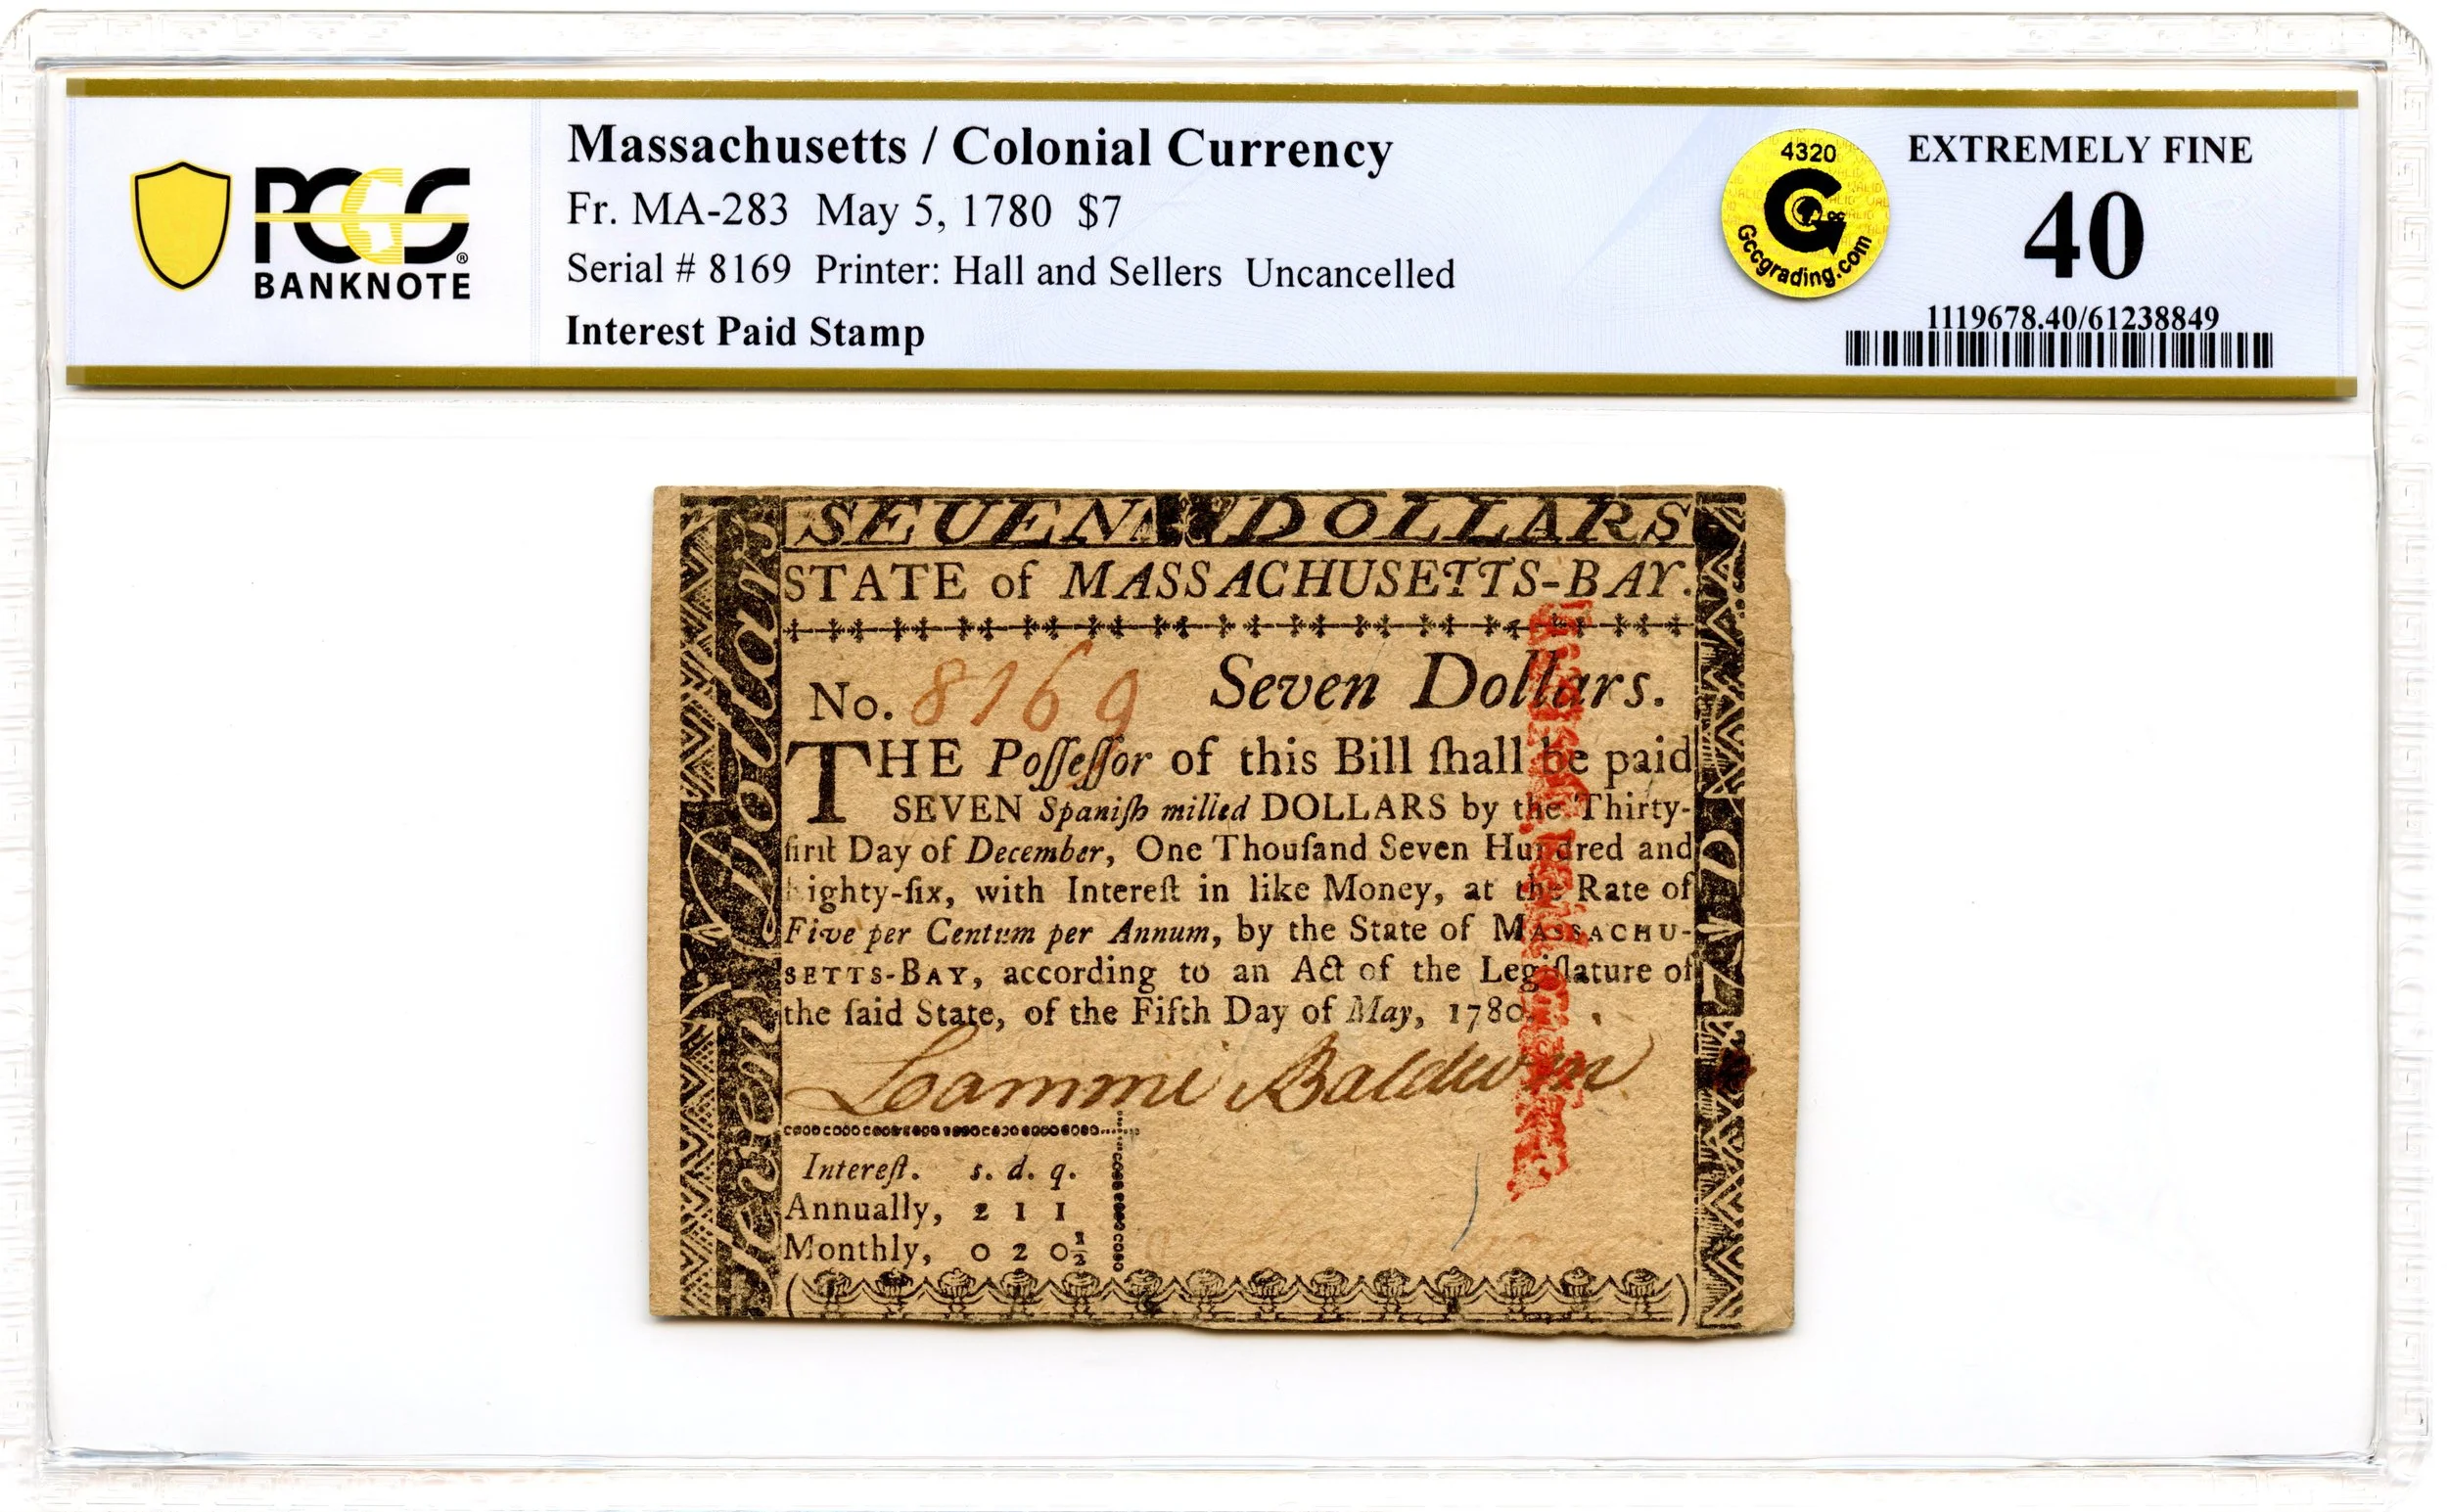 PCGS®
BANKNOTE
Massachusetts / Colonial Currency
Fr. MA-283 May 5, 1780 $7
Serial # 8169 Printer: Hall and Sellers Uncancelled
Interest Paid Stamp
4320
Gccgrading.com
EXTREMELY FINE
40
1119678.40/61238849
SEVEN DOLLARS
Seven Dollars
STATE of MASSACHUSETTS-BAY.
No. 8169 Seven Dollars.
THE Poſſeſſor of this Bill ſhall be paid
SEVEN Spaniſh milled DOLLARS by the Thirty-
firſt Day of December, One Thouſand Seven Hundred and
Eighty-ſix, with Intereſt in like Money, at the Rate of
Five per Centum per Annum, by the State of MASSACHU-
SETTS-BAY, according to an Act of the Legiſlature of
the ſaid State, of the Fifth Day of May, 1780.
Loammi Baldwin
Intereſt. s. d. q.
Annually, 2 1 1
Monthly, 0 2 0½